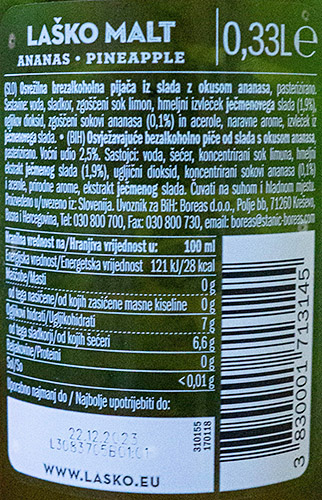 LAŠKO MALT
ANANAS • PINEAPPLE
0,33L e
(SLO) Osvežilna brezalkoholna pijača iz slada z okusom ananasa, pasterizirano.
Sestavine: voda, sladkor, zgoščeni sok limon, hmeljni izvleček ječmenovega slada (1,9%),
ogljikov dioksid, zgoščeni sokovi ananasa (0,1%) in acerole, naravne arome, izvleček iz
ječmenovega slada. • (BIH) Osvježavajuće bezalkoholno piće od slada s okusom ananasa,
pasterizirano. Voćni udio 2,5%. Sastojci: voda, šećer, koncentrirani sok limuna, hmeljni
ekstrakt ječmenog slada (1,9%), ugljični dioksid, koncentrirani sokovi ananasa (0,1%)
i acerole, prirodne arome, ekstrakt ječmenog slada. Čuvati na suhom i hladnom mjestu.
Proizvedeno u/uvezeno iz: Slovenija. Uvoznik za BiH: Boreas d.o.o., Polje bb, 71260 Kreševo,
Bosna i Hercegovina, Tel: 030 800 700, Fax: 030 800 730, email: boreas@stanic-boreas.com
Hranilna vrednost na/Hranjiva vrijednost u: 100 ml
Energijska vrednost/Energetska vrijednost 121 kJ/28 kcal
Maščobe/Masti 0 g
od tega nasičene/od kojih zasićene masne kiseline 0 g
Ogljikovi hidrati/Ugljikohidrati 7 g
od tega sladkorji/od kojih šećeri 6,6 g
Beljakovine/Proteini 0 g
Sol/So <0,01 g
Uporabno najmanj do / Najbolje upotrijebiti do:
22.12.2023
L3083705B01:01
310155
170118
WWW.LASKO.EU
3 830001 713145